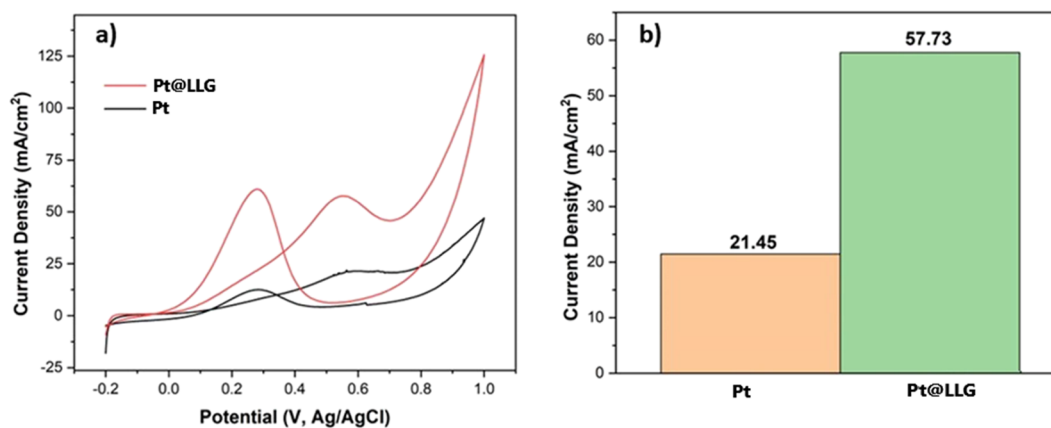 a)
Pt@LLG
Pt
Current Density (mA/cm²)
125
100
75
50
25
0
-25
-0.2 0.0 0.2 0.4 0.6 0.8 1.0
Potential (V, Ag/AgCl)
b)
Current Density (mA/cm²)
60
50
40
30
20
10
0
21.45
57.73
Pt Pt@LLG